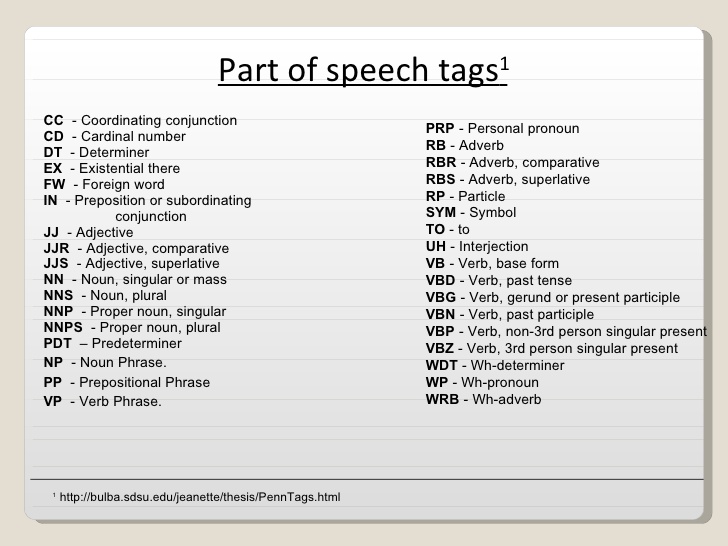 Part of speech tags¹
CC - Coordinating conjunction
CD - Cardinal number
DT - Determiner
EX - Existential there
FW - Foreign word
IN - Preposition or subordinating
conjunction
JJ - Adjective
JJR - Adjective, comparative
JJS - Adjective, superlative
NN - Noun, singular or mass
NNS - Noun, plural
NNP - Proper noun, singular
NNPS - Proper noun, plural
PDT – Predeterminer
NP - Noun Phrase.
PP - Prepositional Phrase
VP - Verb Phrase.
PRP - Personal pronoun
RB - Adverb
RBR - Adverb, comparative
RBS - Adverb, superlative
RP - Particle
SYM - Symbol
TO - to
UH - Interjection
VB - Verb, base form
VBD - Verb, past tense
VBG - Verb, gerund or present participle
VBN - Verb, past participle
VBP - Verb, non-3rd person singular present
VBZ - Verb, 3rd person singular present
WDT - Wh-determiner
WP - Wh-pronoun
WRB - Wh-adverb
¹ http://bulba.sdsu.edu/jeanette/thesis/PennTags.html